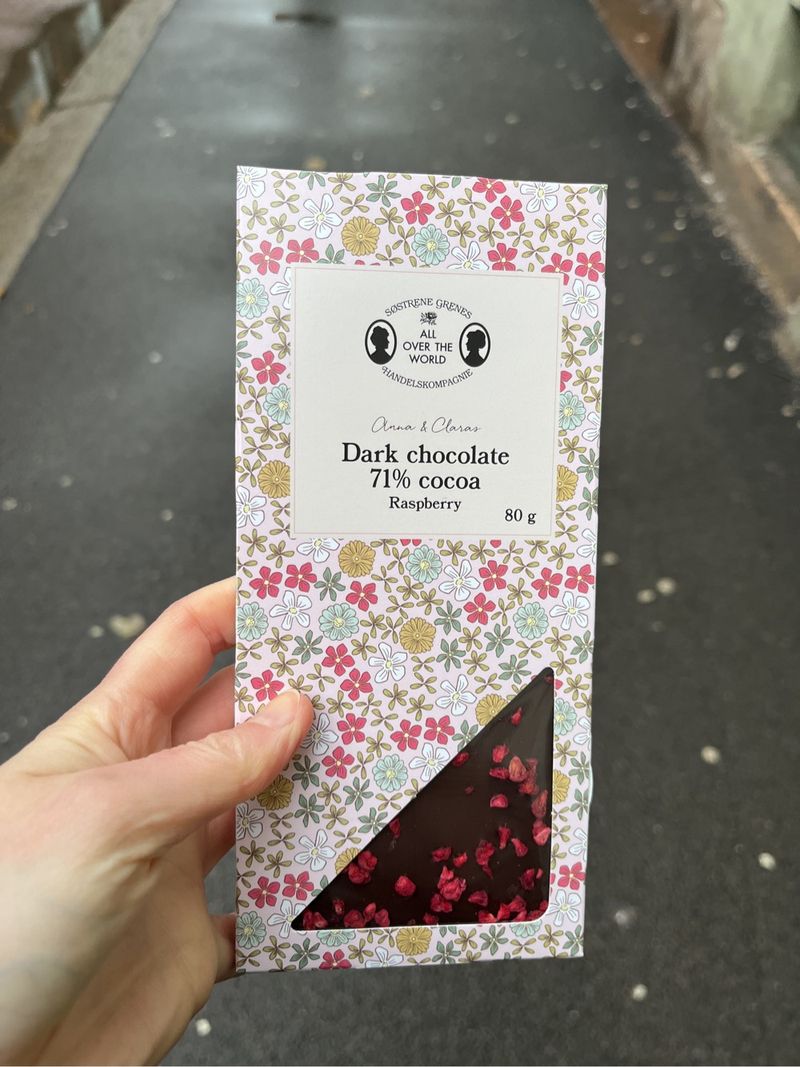 SØSTRENE GRENES
ALL
OVER THE
WORLD
HANDELSKOMPAGNIE
Anna & Claras
Dark chocolate
71% cocoa
Raspberry
80 g